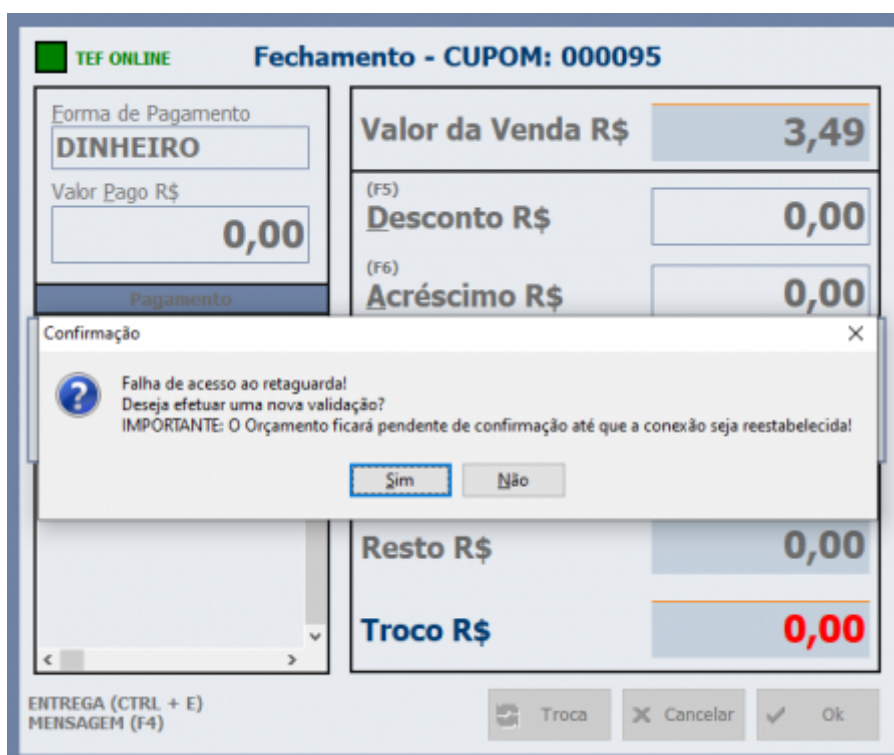 TEF ONLINE
Fechamento - CUPOM: 000095
Forma de Pagamento
DINHEIRO
Valor Pago R$
0,00
Pagamento
Valor da Venda R$ 3,49
(F5)
Desconto R$ 0,00
(F6)
Acréscimo R$ 0,00
Confirmação
Falha de acesso ao retaguarda!
Deseja efetuar uma nova validação?
IMPORTANTE: O Orçamento ficará pendente de confirmação até que a conexão seja reestabelecida!
Sim Não
Resto R$ 0,00
Troco R$ 0,00
ENTREGA (CTRL + E)
MENSAGEM (F4)
Troca Cancelar Ok